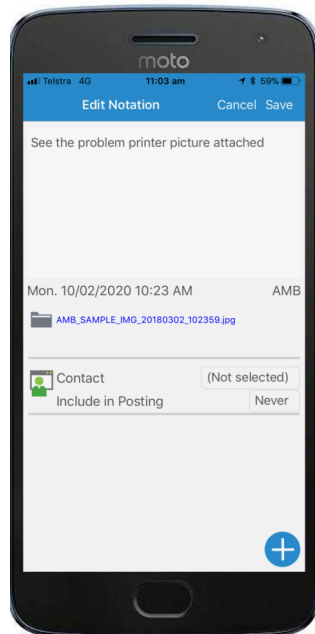 moto
Telstra 4G 11:03 am 59%
Edit Notation Cancel Save
See the problem printer picture attached
Mon. 10/02/2020 10:23 AM AMB
AMB_SAMPLE_IMG_20180302_102359.jpg
Contact (Not selected)
Include in Posting Never